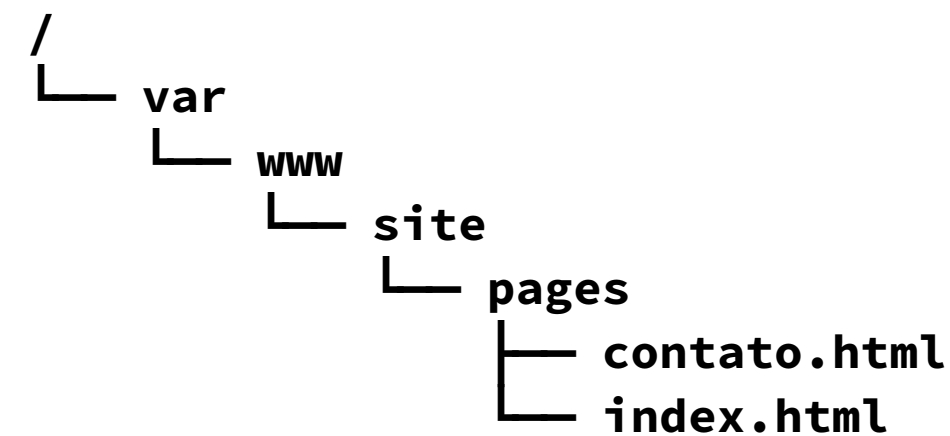 /
└── var
    └── www
        └── site
            └── pages
                ├── contato.html
                └── index.html